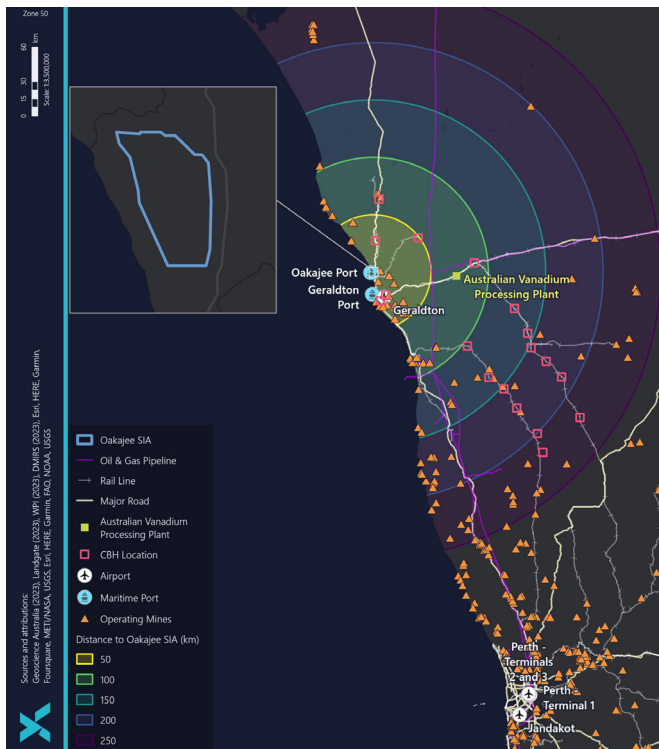 Zone 50
60
km
30
15
0
Scale: 1:3,500,000
Oakajee Port
Geraldton
Port
Geraldton
Australian Vanadium
Processing Plant
Oakajee SIA
Oil & Gas Pipeline
Rail Line
Major Road
Australian Vanadium
Processing Plant
CBH Location
Airport
Maritime Port
Operating Mines
Distance to Oakajee SIA (km)
50
100
150
200
250
Perth -
Terminals
2 and 3
Perth -
Terminal 1
Jandakot
Sources and attributions:
Geoscience Australia (2023), Landgate (2023), WPI (2023), DMIRS (2023), Esri, HERE, Garmin,
Foursquare, METI/NASA, USGS, Esri, HERE, Garmin, FAO, NOAA, USGS